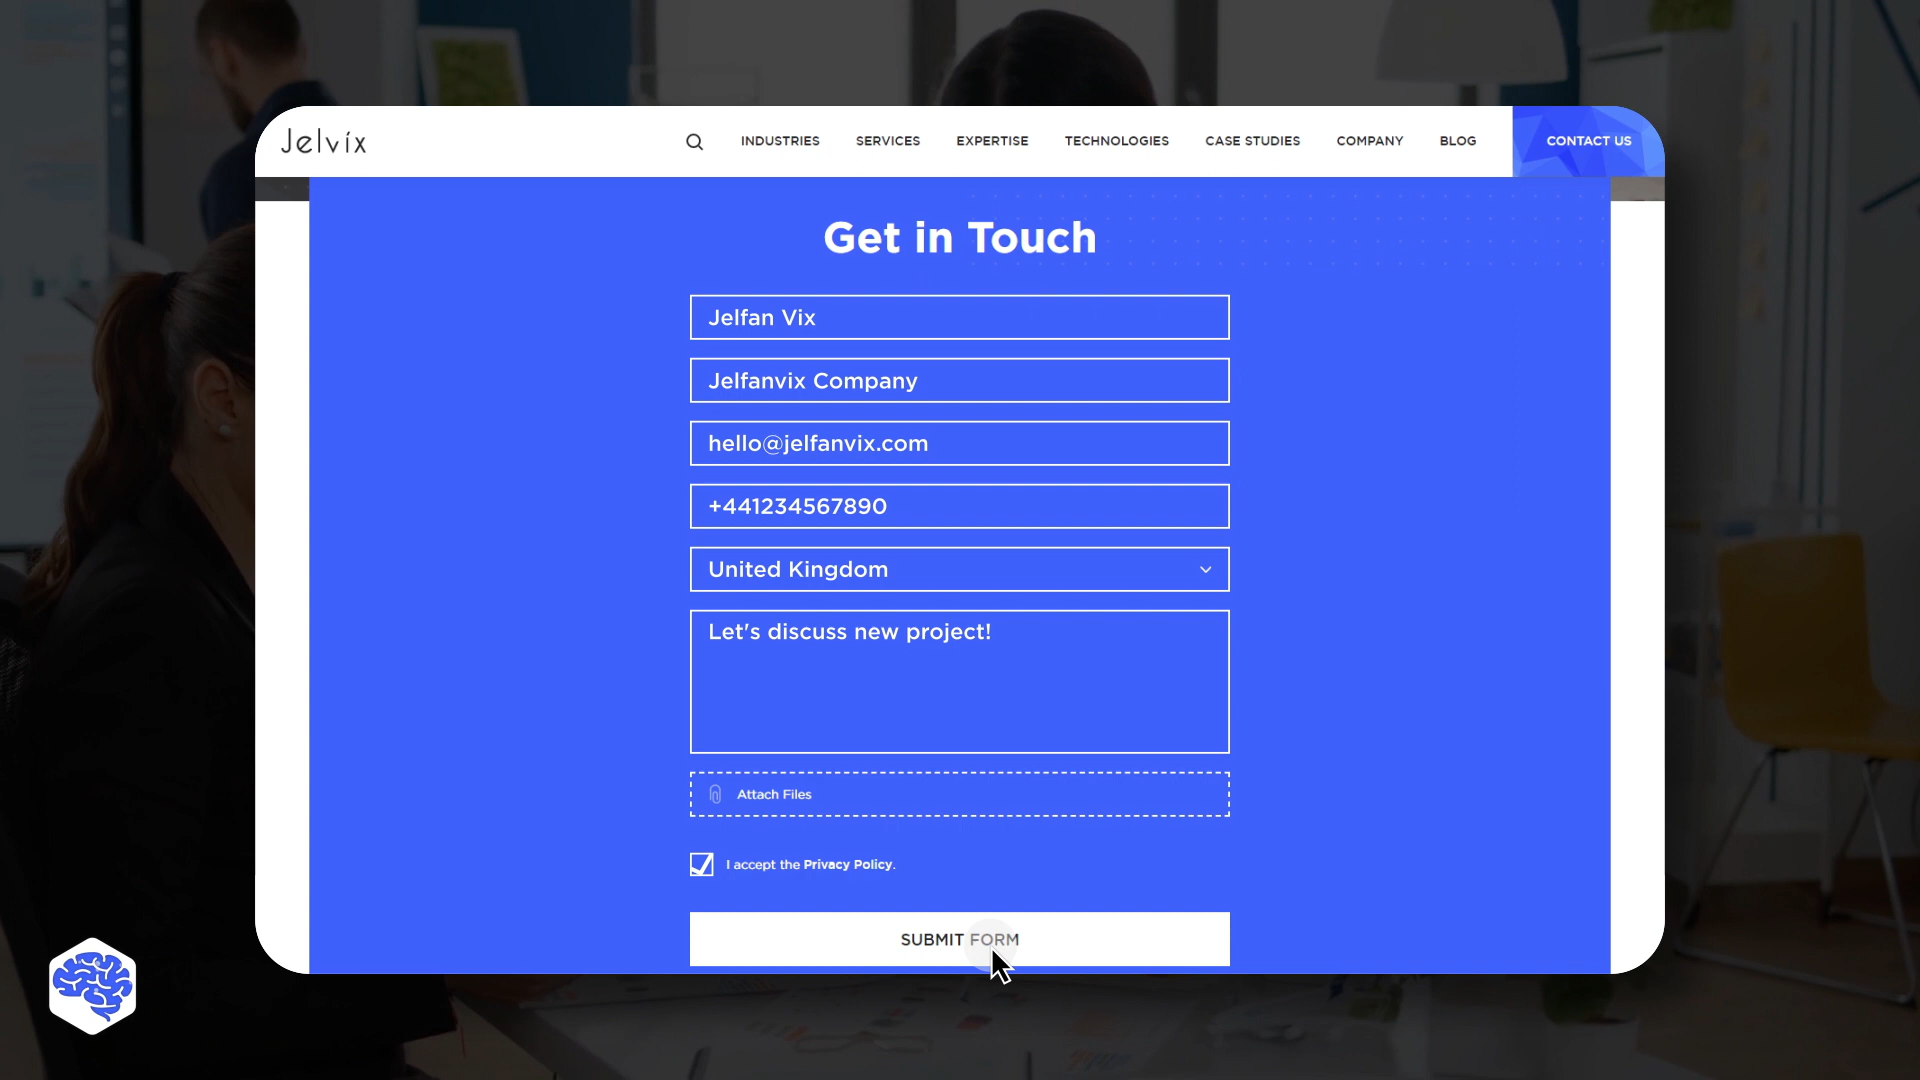 Jelvix
INDUSTRIES
SERVICES
EXPERTISE
TECHNOLOGIES
CASE STUDIES
COMPANY
BLOG
CONTACT US
Get in Touch
Jelfan Vix
Jelfanvix Company
hello@jelfanvix.com
+441234567890
United Kingdom
Let's discuss new project!
Attach Files
I accept the Privacy Policy.
SUBMIT FORM